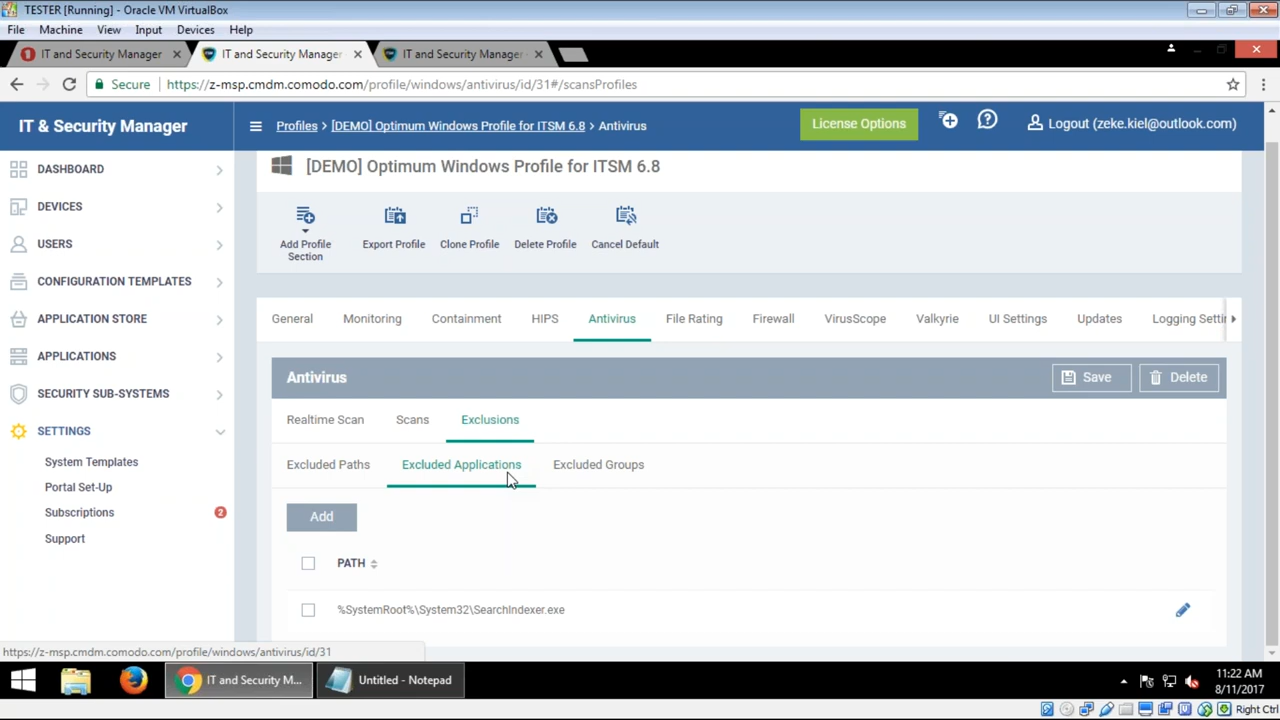 TESTER [Running] - Oracle VM VirtualBox
File Machine View Input Devices Help
IT and Security Manager IT and Security Manager - IT and Security Manager -
Secure https://z-msp.cmdm.comodo.com/profile/windows/antivirus/id/31#/scansProfiles
IT & Security Manager
Profiles > [DEMO] Optimum Windows Profile for ITSM 6.8 > Antivirus
License Options
Logout (zeke.kiel@outlook.com)
DASHBOARD
DEVICES
USERS
CONFIGURATION TEMPLATES
APPLICATION STORE
APPLICATIONS
SECURITY SUB-SYSTEMS
SETTINGS
System Templates
Portal Set-Up
Subscriptions 2
Support
[DEMO] Optimum Windows Profile for ITSM 6.8
Add Profile
Section
Export Profile Clone Profile Delete Profile Cancel Default
General Monitoring Containment HIPS Antivirus File Rating Firewall VirusScope Valkyrie UI Settings Updates Logging Settin
Antivirus
Save Delete
Realtime Scan Scans Exclusions
Excluded Paths Excluded Applications Excluded Groups
Add
PATH
%SystemRoot%\System32\SearchIndexer.exe
https://z-msp.cmdm.comodo.com/profile/windows/antivirus/id/31
IT and Security M... Untitled - Notepad
11:22 AM
8/11/2017
Right Ctrl